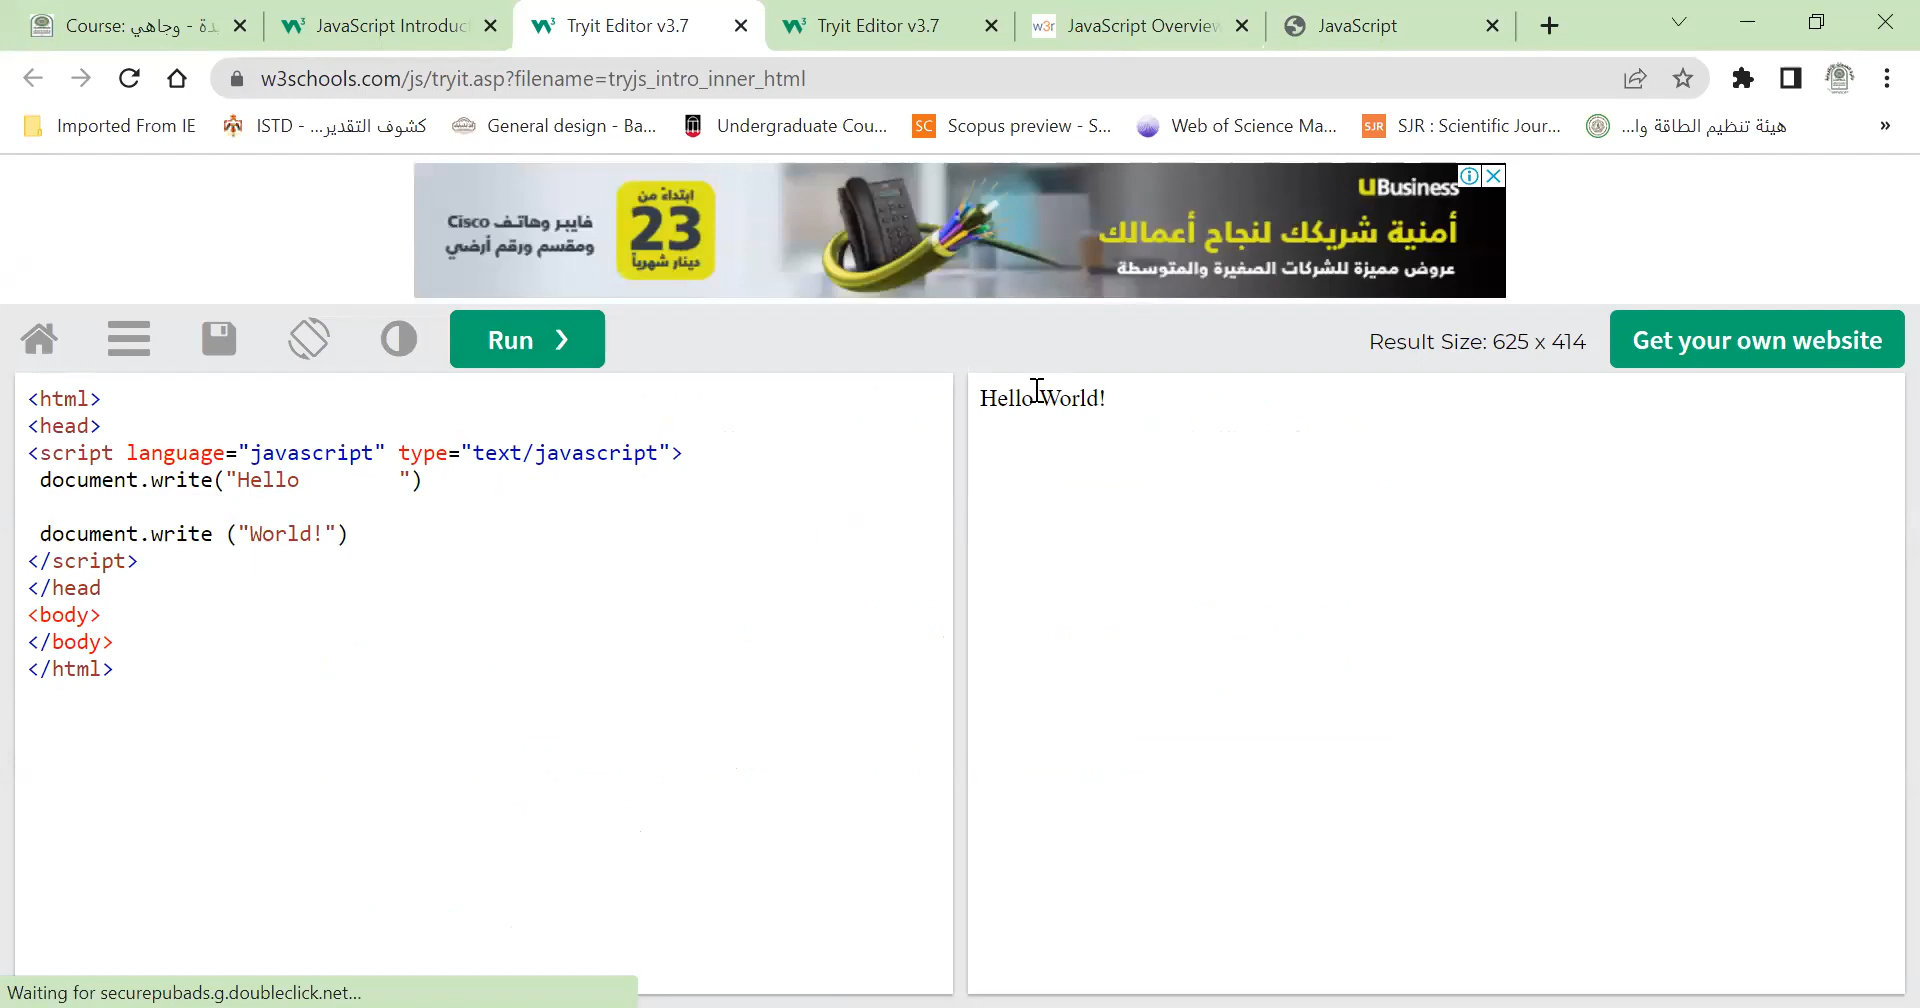 Course: وجاهي - بدة
JavaScript Introduc
Tryit Editor v3.7
Tryit Editor v3.7
w3r JavaScript Overview
JavaScript
w3schools.com/js/tryit.asp?filename=tryjs_intro_inner_html
Imported From IE
ISTD - ...كشوف التقدير
General design - Ba...
Undergraduate Cou...
SC Scopus preview - S...
Web of Science Ma...
SJR SJR : Scientific Jour...
هيئة تنظيم الطاقة وا...
فايبر وهاتف Cisco
ومقسم ورقم أرضي
ابتداءً من
23
دينار شهرياً
UBusiness
أمنية شريكك لنجاح أعمالك
عروض مميزة للشركات الصغيرة والمتوسطة
Run ❯
Result Size: 625 x 414
Get your own website
<html>
<head>
<script language="javascript" type="text/javascript">
document.write("Hello        ")
document.write ("World!")
</script>
</head
<body>
</body>
</html>
Hello World!
Waiting for securepubads.g.doubleclick.net...